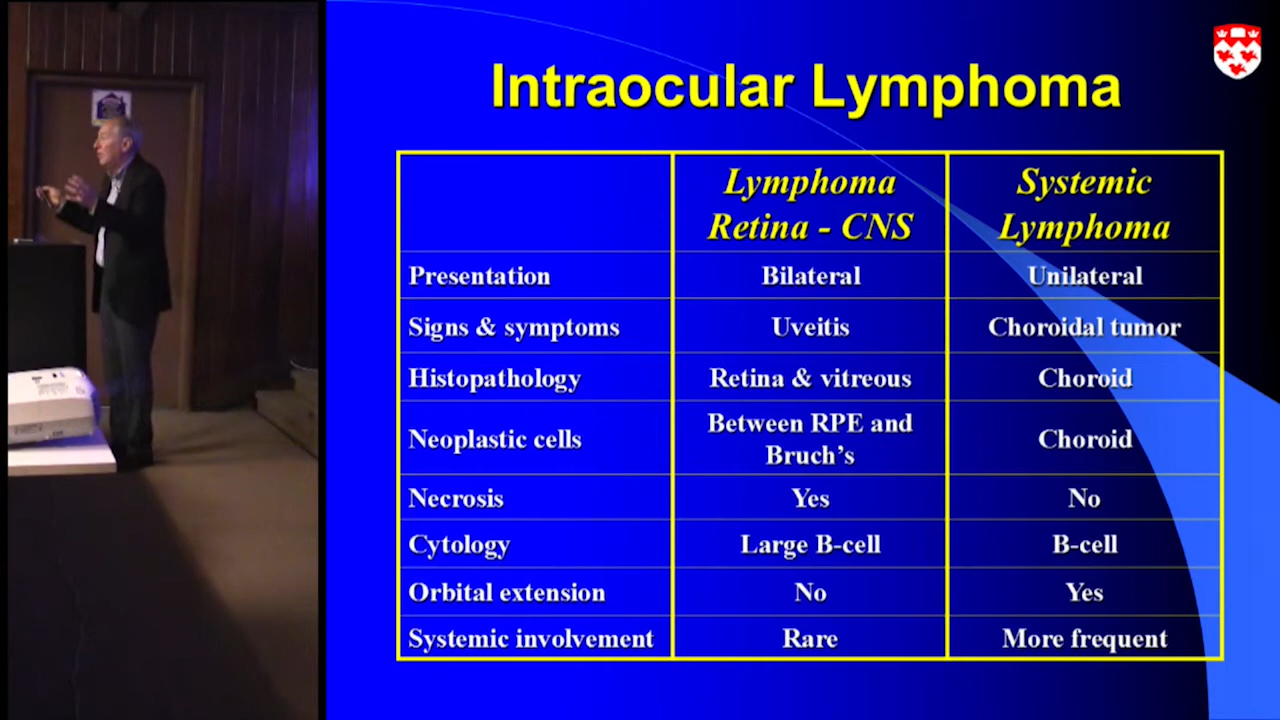 Intraocular Lymphoma
Lymphoma
Retina - CNS
Systemic
Lymphoma
Presentation
Bilateral
Unilateral
Signs & symptoms
Uveitis
Choroidal tumor
Histopathology
Retina & vitreous
Choroid
Neoplastic cells
Between RPE and
Bruch's
Choroid
Necrosis
Yes
No
Cytology
Large B-cell
B-cell
Orbital extension
No
Yes
Systemic involvement
Rare
More frequent